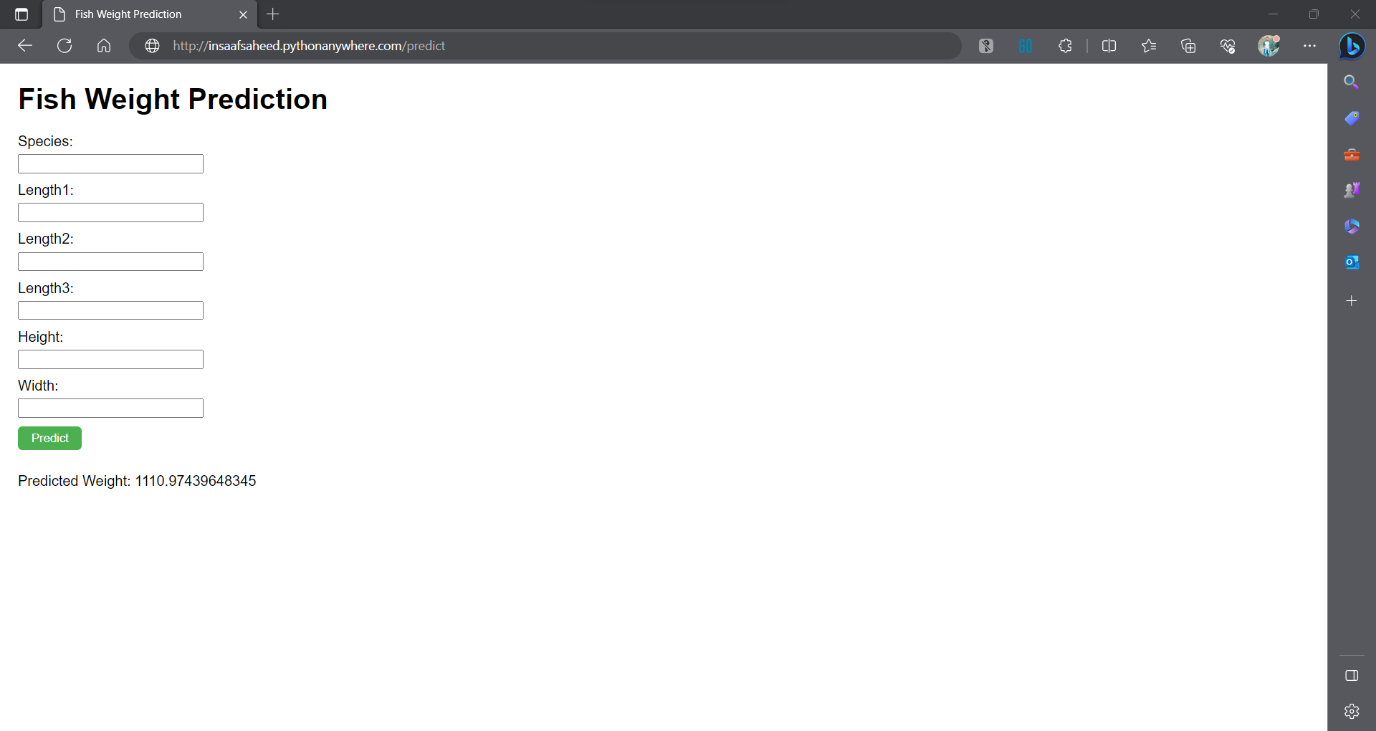 Fish Weight Prediction
http://insaafsaheed.pythonanywhere.com/predict
Fish Weight Prediction
Species:
Length1:
Length2:
Length3:
Height:
Width:
Predict
Predicted Weight: 1110.97439648345